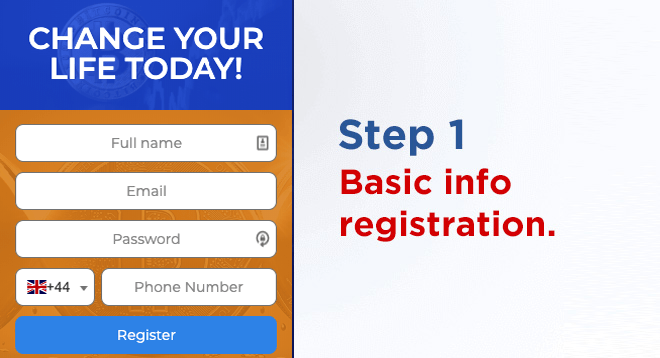 CHANGE YOUR
LIFE TODAY!
Full name
Email
Password
+44
Phone Number
Register
Step 1
Basic info
registration.